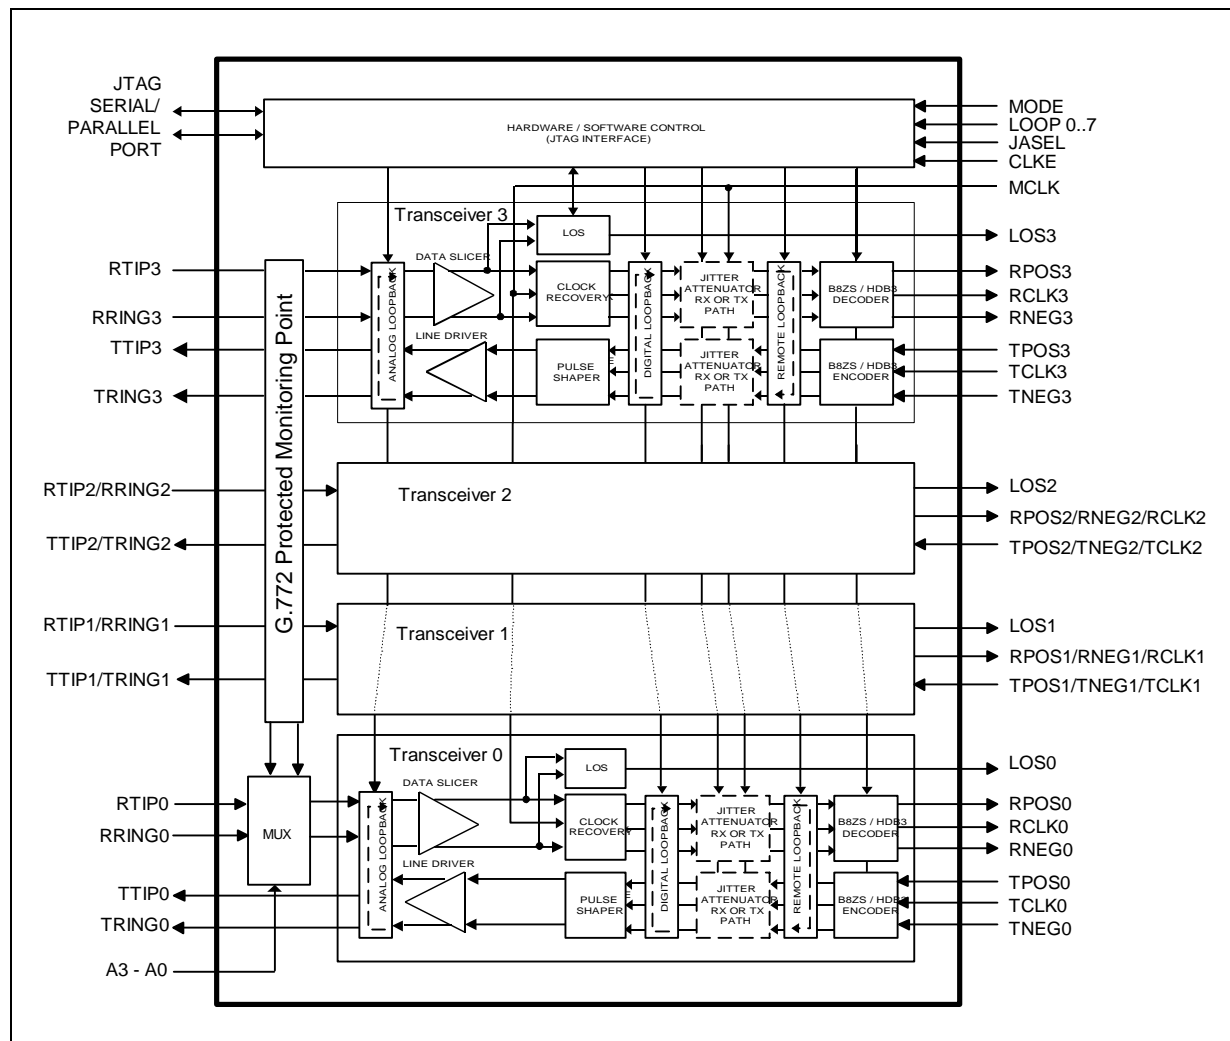 JTAG
SERIAL/
PARALLEL
PORT
HARDWARE / SOFTWARE CONTROL
(JTAG INTERFACE)
MODE
LOOP 0..7
JASEL
CLKE
MCLK
Transceiver 3
LOS
LOS3
DATA SLICER
RTIP3
RRING3
TTIP3
TRING3
G.772 Protected Monitoring Point
ANALOG LOOPBACK
CLOCK
RECOVERY
LINE DRIVER
PULSE
SHAPER
DIGITAL LOOPBACK
JITTER
ATTENUATOR
RX OR TX
PATH
JITTER
ATTENUATOR
RX OR TX
PATH
REMOTE LOOPBACK
B8ZS / HDB3
DECODER
B8ZS / HDB3
ENCODER
RPOS3
RCLK3
RNEG3
TPOS3
TCLK3
TNEG3
RTIP2/RRING2
TTIP2/TRING2
Transceiver 2
LOS2
RPOS2/RNEG2/RCLK2
TPOS2/TNEG2/TCLK2
RTIP1/RRING1
TTIP1/TRING1
Transceiver 1
LOS1
RPOS1/RNEG1/RCLK1
TPOS1/TNEG1/TCLK1
Transceiver 0
LOS
LOS0
DATA SLICER
RTIP0
RRING0
TTIP0
TRING0
A3 - A0
MUX
ANALOG LOOPBACK
CLOCK
RECOVERY
LINE DRIVER
PULSE
SHAPER
DIGITAL LOOPBACK
JITTER
ATTENUATOR
RX OR TX
PATH
JITTER
ATTENUATOR
RX OR TX
PATH
REMOTE LOOPBACK
B8ZS / HDB3
DECODER
B8ZS / HDB3
ENCODER
RPOS0
RCLK0
RNEG0
TPOS0
TCLK0
TNEG0